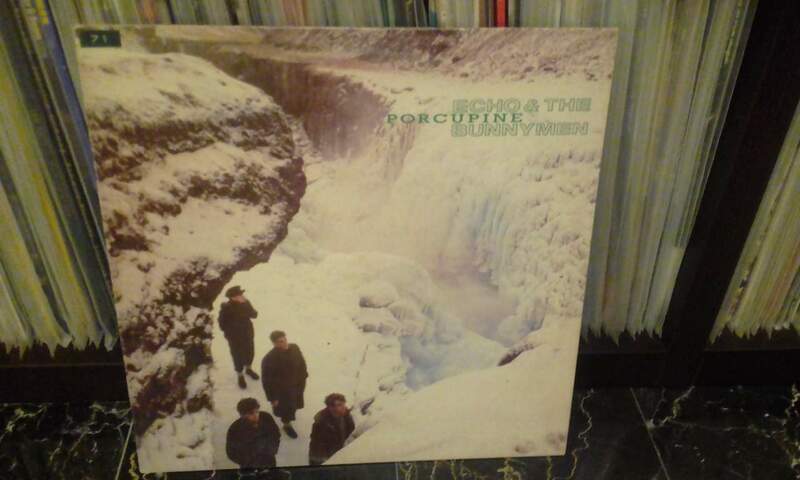 71
ECHO & THE
PORCUPINE
BUNNYMEN